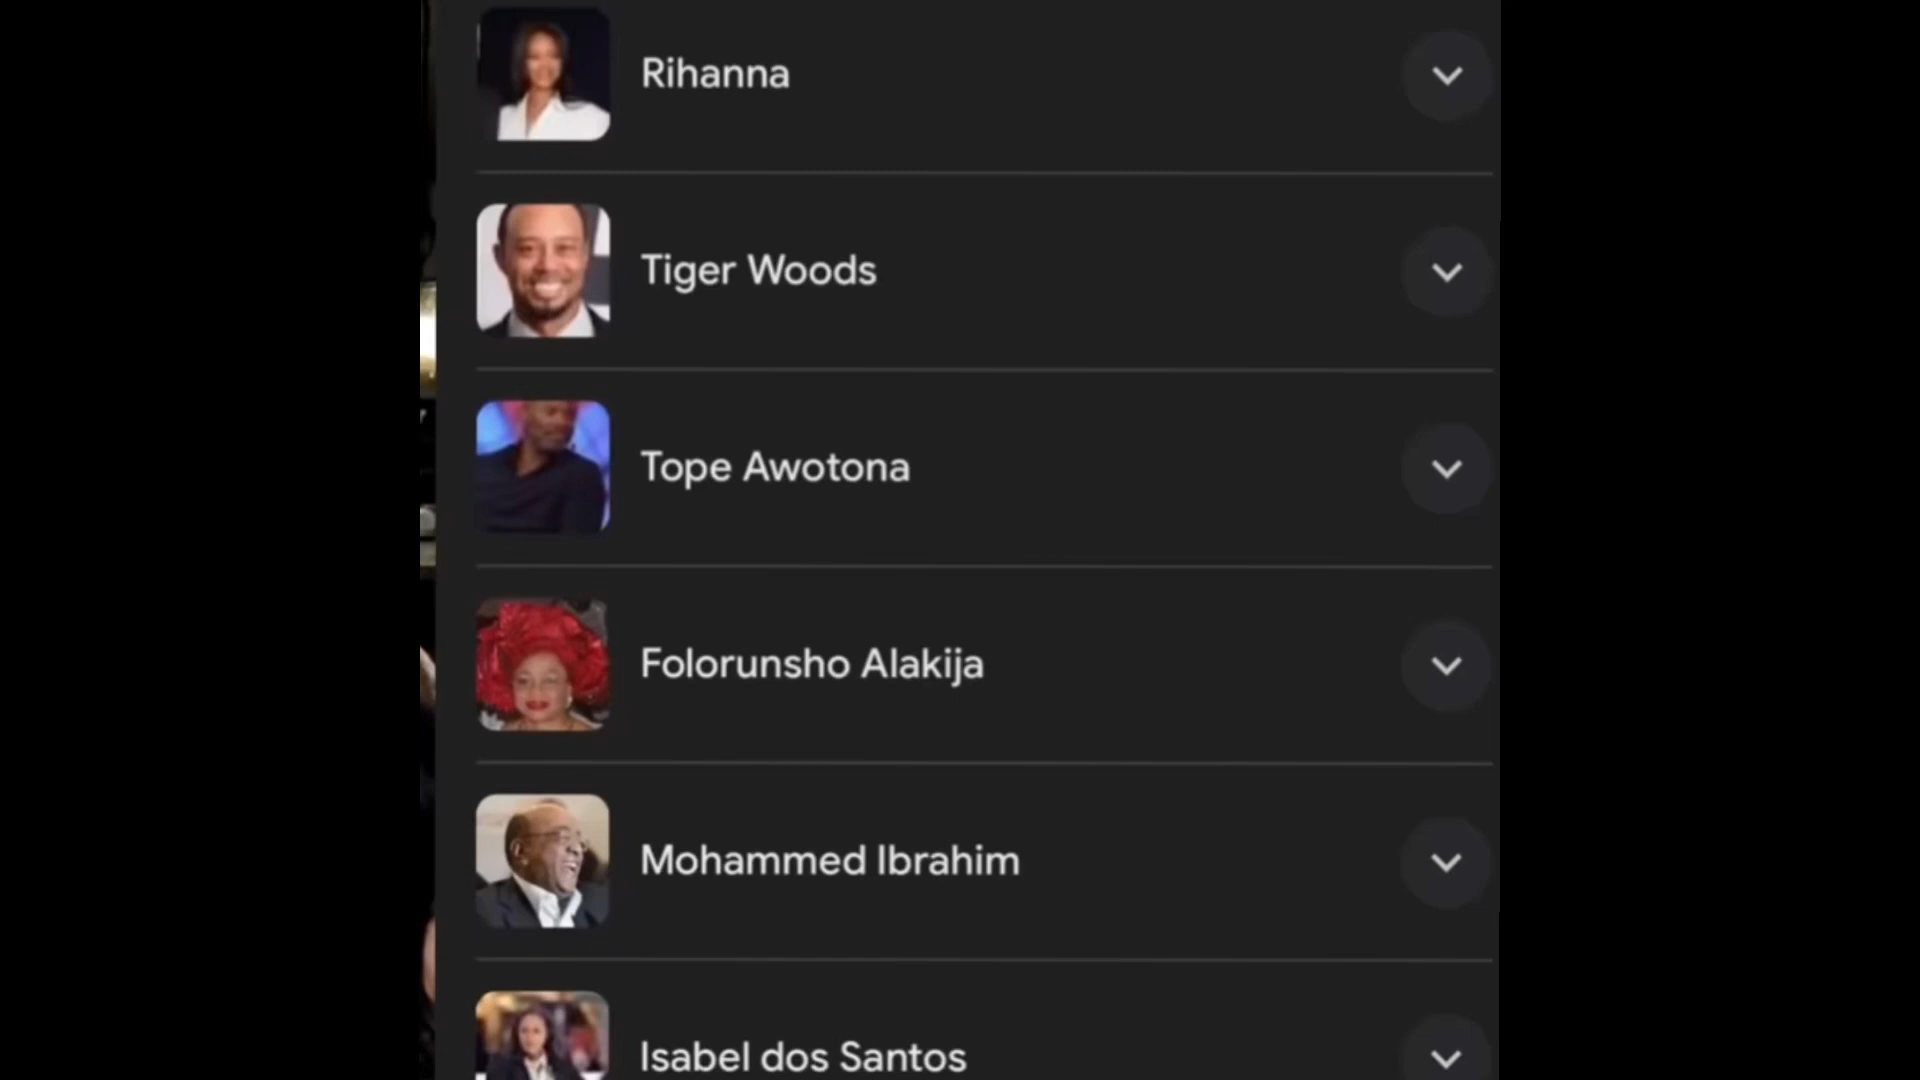 Rihanna
Tiger Woods
Tope Awotona
Folorunsho Alakija
Mohammed Ibrahim
Isabel dos Santos